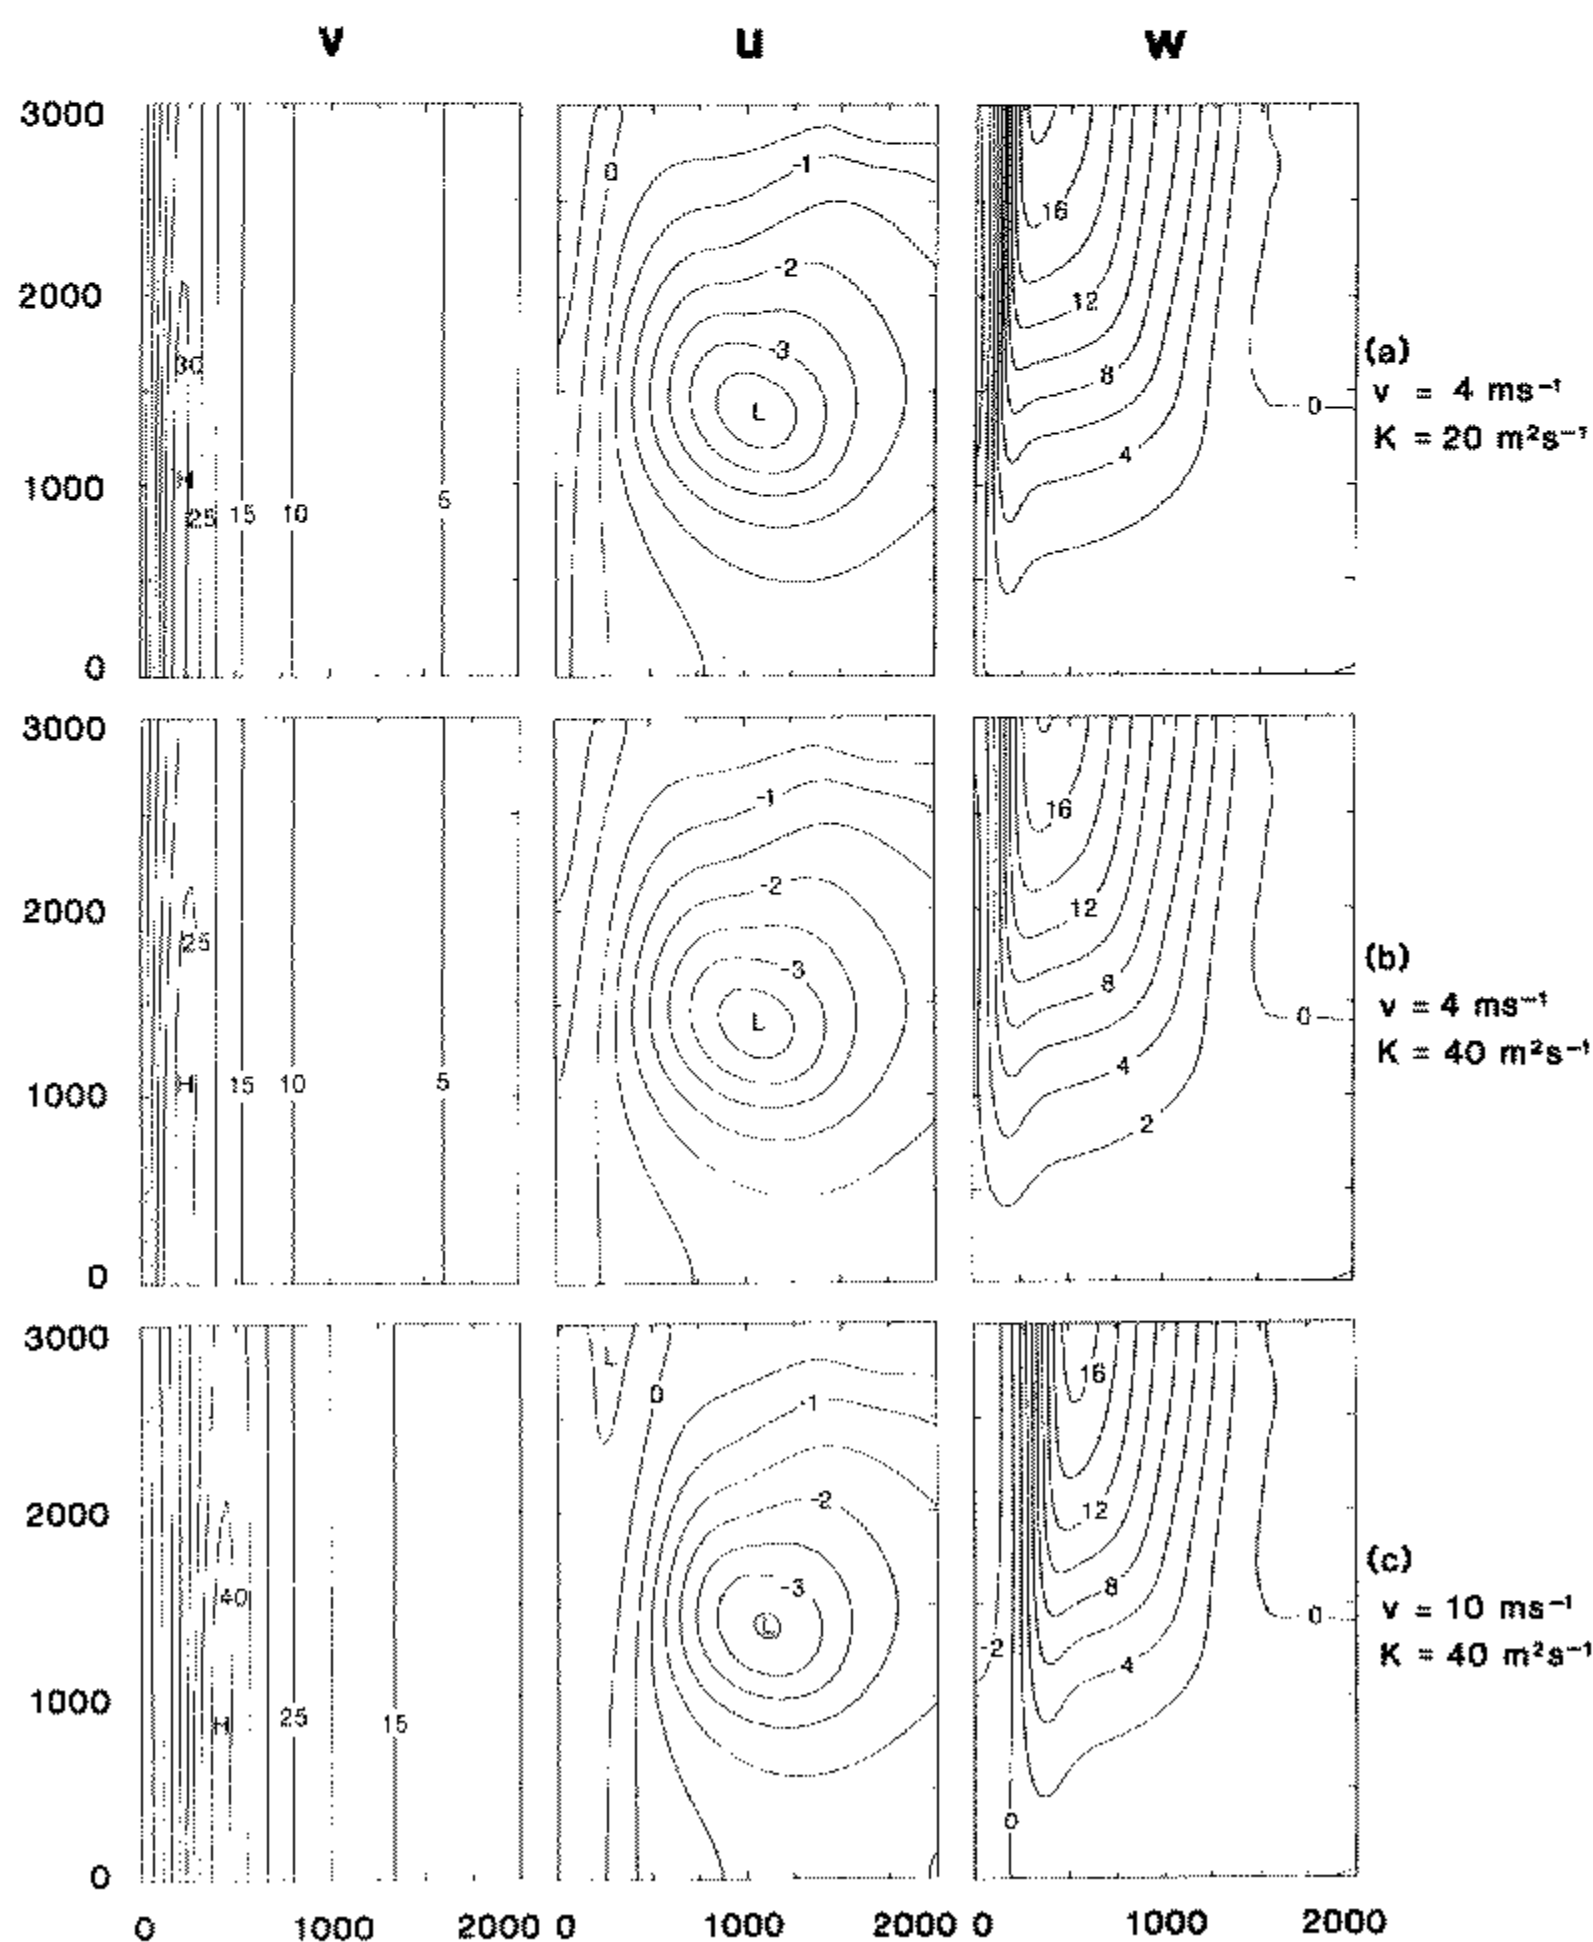 v u w
3000
2000
1000
0
30
H
25 15 10 5
0
-1
-2
-3
L
16
12
8
4
0
(a)
v = 4 ms⁻¹
K = 20 m²s⁻¹
3000
2000
1000
0
25
H 15 10 5
-1
-2
-3
L
16
12
8
4
2
0
(b)
v = 4 ms⁻¹
K = 40 m²s⁻¹
3000
2000
1000
0
40
H 25 15
L
0
-1
-2
-3
L
16
12
8
4
-2
0
0
(c)
v = 10 ms⁻¹
K = 40 m²s⁻¹
0 1000 2000 0 1000 2000 0 1000 2000